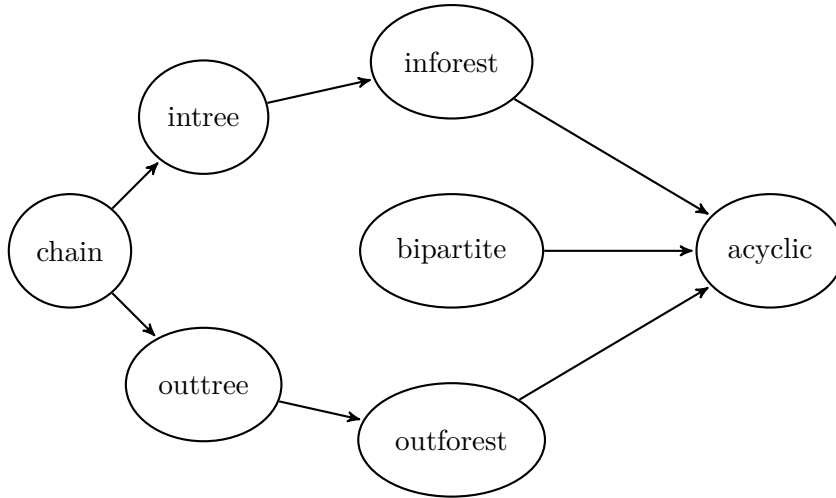 inforest
intree
chain
bipartite
acyclic
outtree
outforest